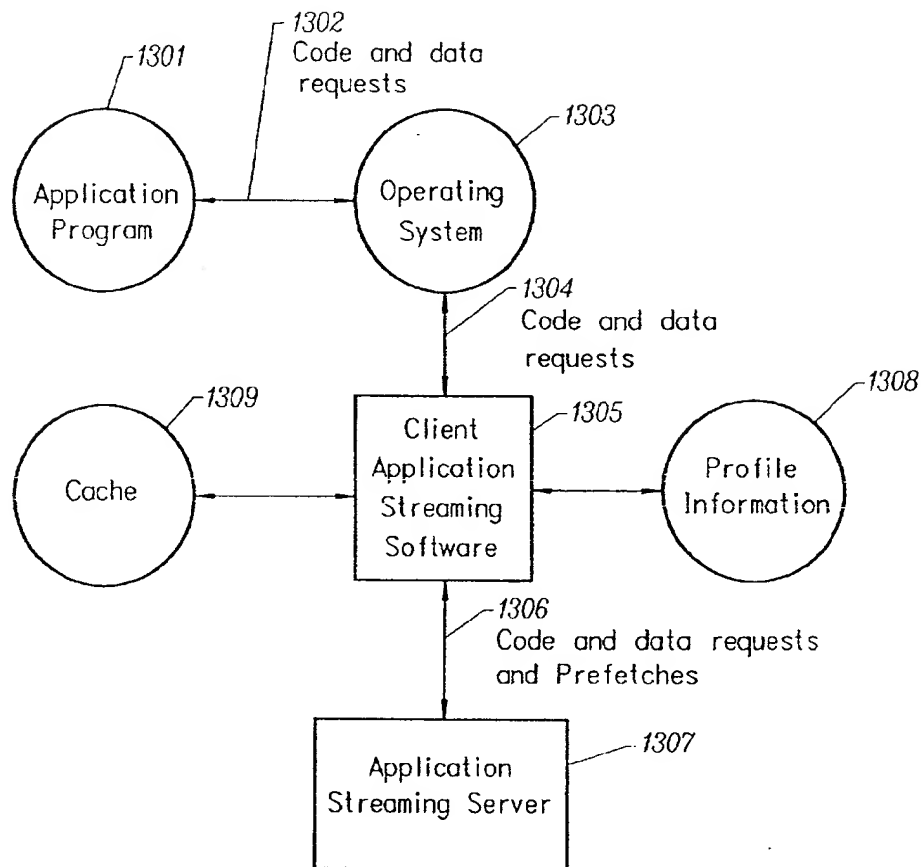 1302
Code and data
requests
1301
1303
Application
Program
Operating
System
1304
Code and data
requests
1309
1305
1308
Cache
Client
Application
Streaming
Software
Profile
Information
1306
Code and data requests
and Prefetches
1307
Application
Streaming Server